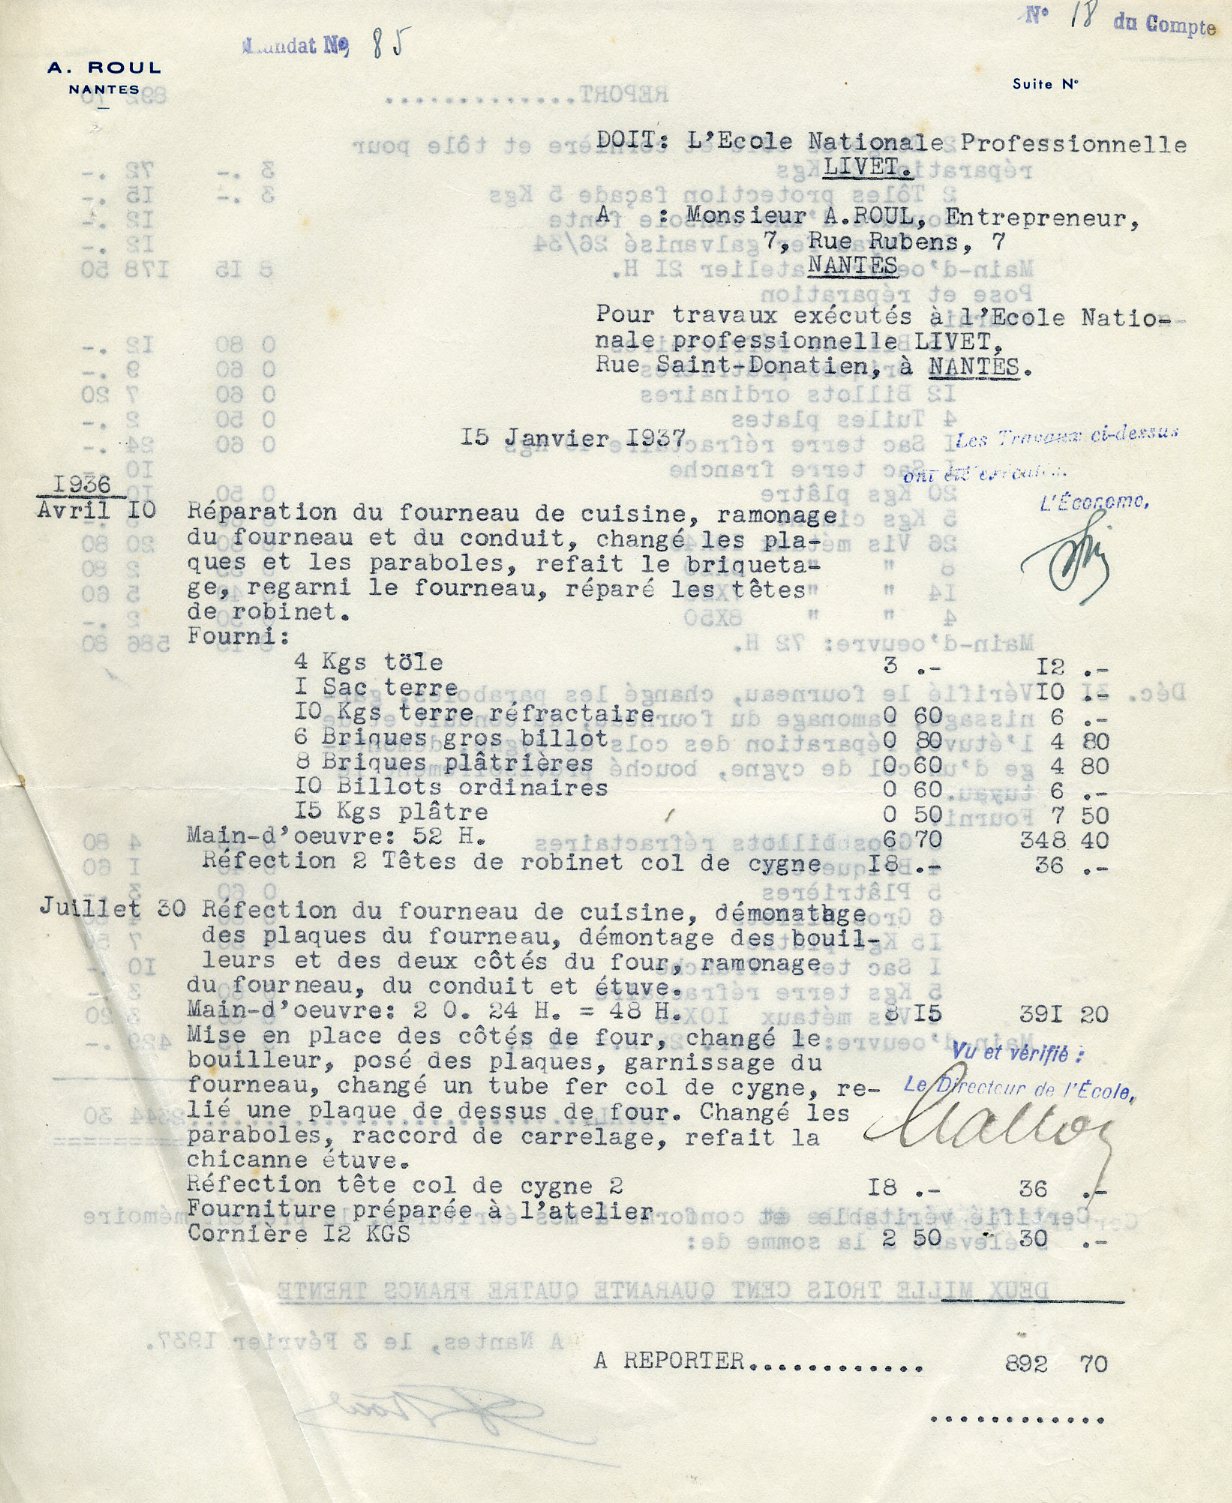 Mandat No 85
N° 18 du Compte
A. ROUL
NANTES
Suite N°
DOIT: L'Ecole Nationale Professionnelle
LIVET.
A : Monsieur A.ROUL, Entrepreneur,
7, Rue Rubens, 7
NANTES
Pour travaux exécutés à l'Ecole Natio-
nale professionnelle LIVET,
Rue Saint-Donatien, à NANTES.
I5 Janvier I937
Les Travaux ci-dessus
ont été exécutés.
L'Économe,
I936
Avril IO Réparation du fourneau de cuisine, ramonage
du fourneau et du conduit, changé les pla-
ques et les paraboles, refait le briqueta-
ge, regarni le fourneau, réparé les têtes
de robinet.
Fourni:
4 Kgs tôle 3 .- I2 .-
I Sac terre IO .-
IO Kgs terre réfractaire 0 60 6 .-
6 Briques gros billot 0 80 4 80
8 Briques plâtrières 0 60 4 80
IO Billots ordinaires 0 60 6 .-
I5 Kgs plâtre 0 50 7 50
Main-d'oeuvre: 52 H. 6 70 348 40
Réfection 2 Têtes de robinet col de cygne I8 .- 36 .-
Juillet 30 Réfection du fourneau de cuisine, démonathge
des plaques du fourneau, démontage des bouil-
leurs et des deux côtés du four, ramonage
du fourneau, du conduit et étuve.
Main-d'oeuvre: 2 O. 24 H. = 48 H. 8 I5 39I 20
Mise en place des côtés de four, changé le
bouilleur, posé des plaques, garnissage du
fourneau, changé un tube fer col de cygne, re-
lié une plaque de dessus de four. Changé les
paraboles, raccord de carrelage, refait la
chicanne étuve.
Vu et vérifié :
Le Directeur de l'École,
Réfection tête col de cygne 2 I8 .- 36 .-
Fourniture préparée à l'atelier
Cornière I2 KGS 2 50 30 .-
A REPORTER............ 892 70
............